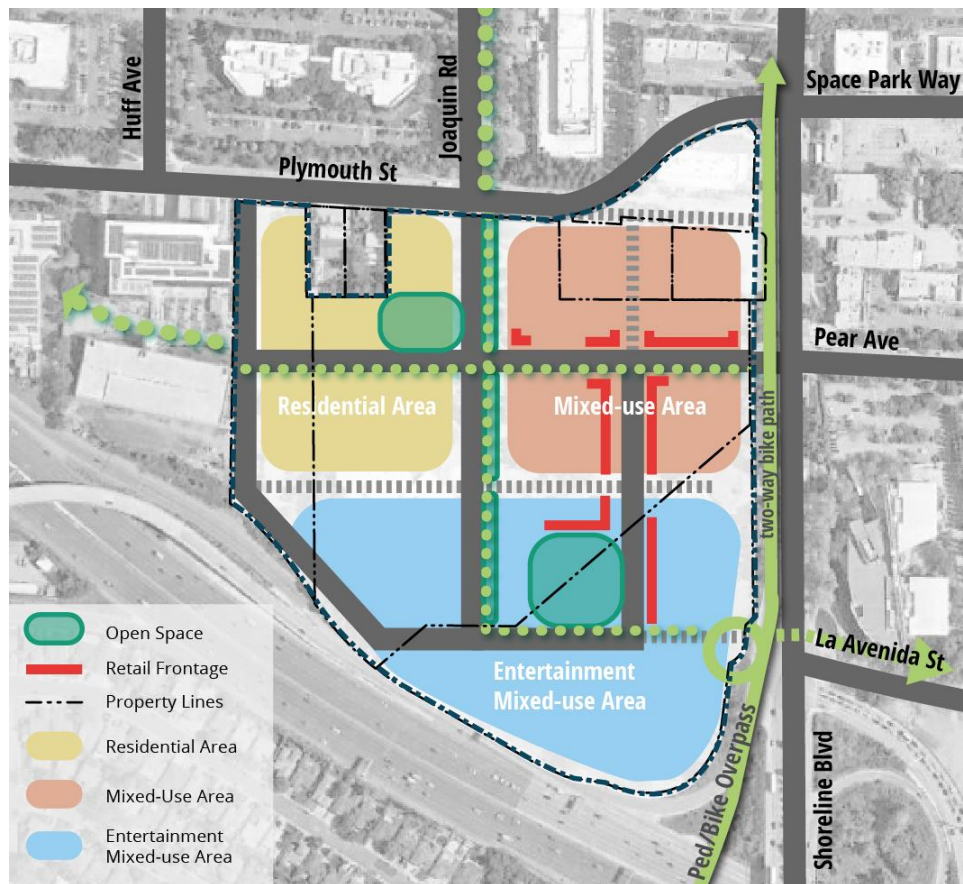 Huff Ave
Joaquin Rd
Space Park Way
Plymouth St
Pear Ave
Residential Area
Mixed-use Area
two-way bike path
La Avenida St
Entertainment
Mixed-use Area
Ped/Bike Overpass
Shoreline Blvd
Open Space
Retail Frontage
Property Lines
Residential Area
Mixed-Use Area
Entertainment
Mixed-use Area